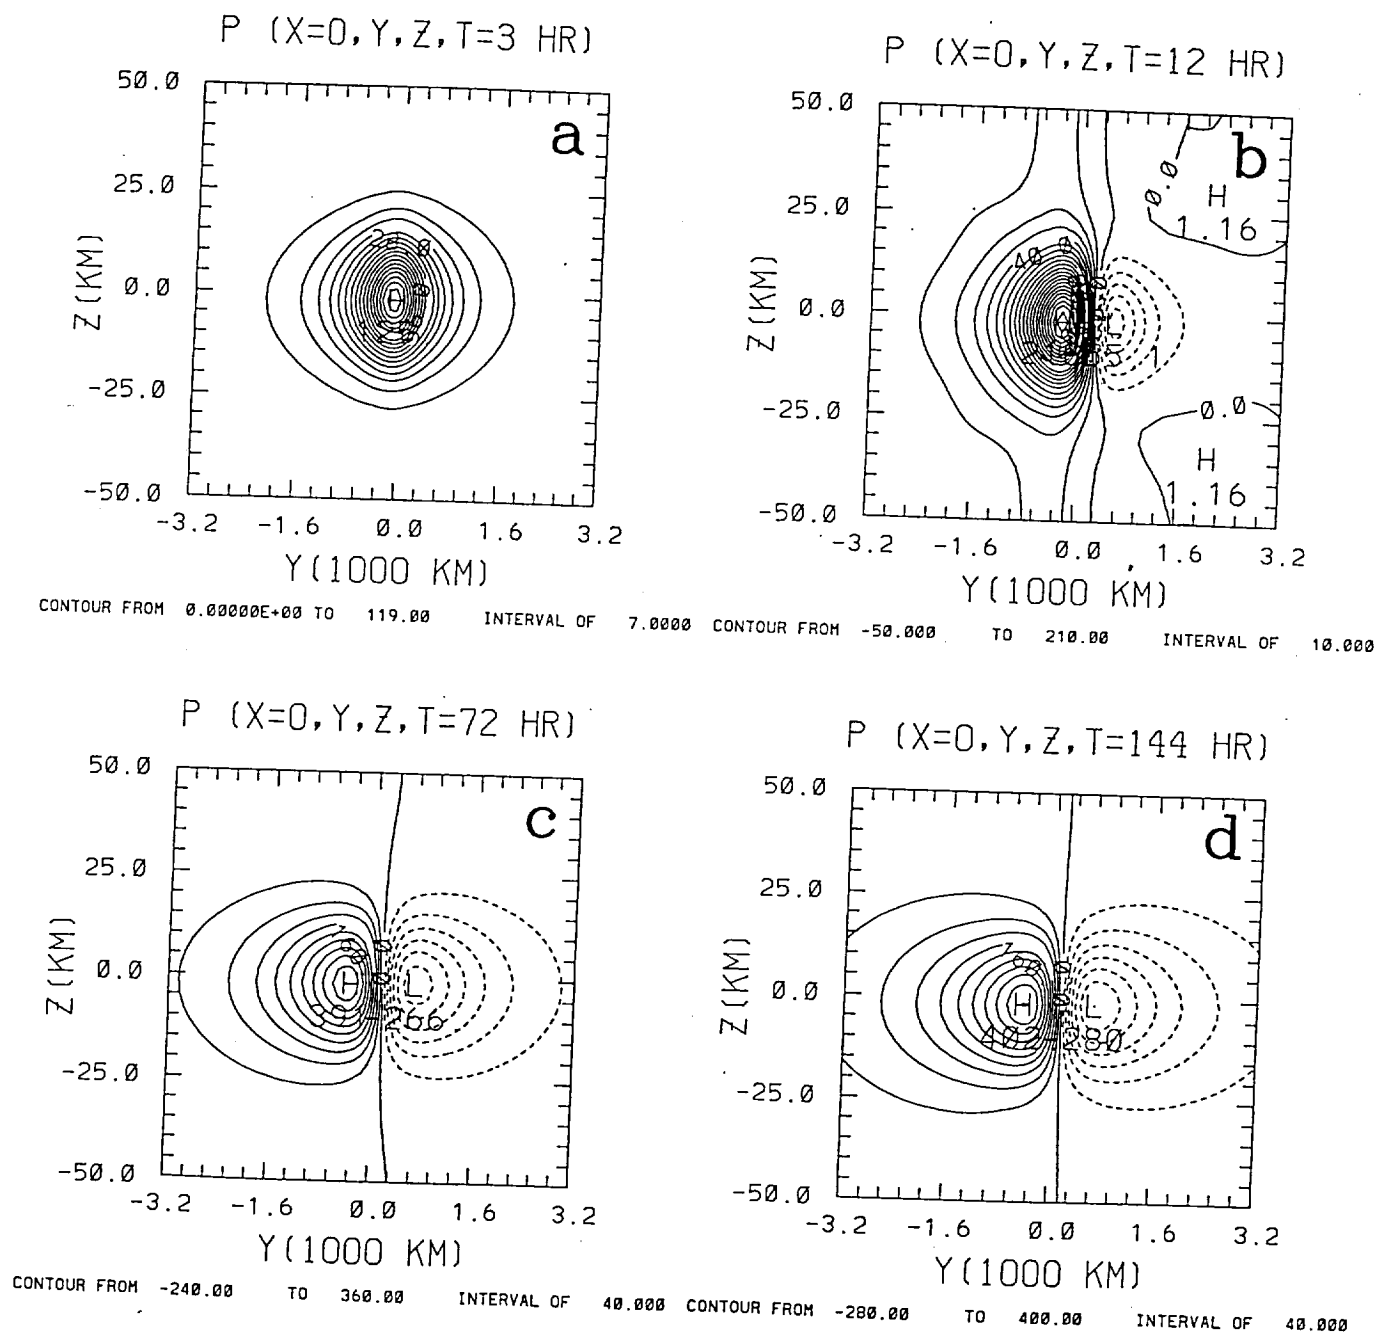 P (X=0,Y,Z,T=3 HR)
a
50.0
25.0
0.0
-25.0
-50.0
Z(KM)
-3.2 -1.6 0.0 1.6 3.2
Y(1000 KM)
CONTOUR FROM 0.00000E+00 TO 119.00 INTERVAL OF 7.0000
P (X=0,Y,Z,T=12 HR)
b
50.0
25.0
0.0
-25.0
-50.0
Z(KM)
0.0
H
1.16
40
L
0.0
H
1.16
-3.2 -1.6 0.0 1.6 3.2
Y(1000 KM)
CONTOUR FROM -50.000 TO 210.00 INTERVAL OF 10.000
P (X=0,Y,Z,T=72 HR)
c
50.0
25.0
0.0
-25.0
-50.0
Z(KM)
H L
-266
-3.2 -1.6 0.0 1.6 3.2
Y(1000 KM)
CONTOUR FROM -240.00 TO 360.00 INTERVAL OF 40.000
P (X=0,Y,Z,T=144 HR)
d
50.0
25.0
0.0
-25.0
-50.0
Z(KM)
H L
402 -280
-3.2 -1.6 0.0 1.6 3.2
Y(1000 KM)
CONTOUR FROM -280.00 TO 400.00 INTERVAL OF 40.000